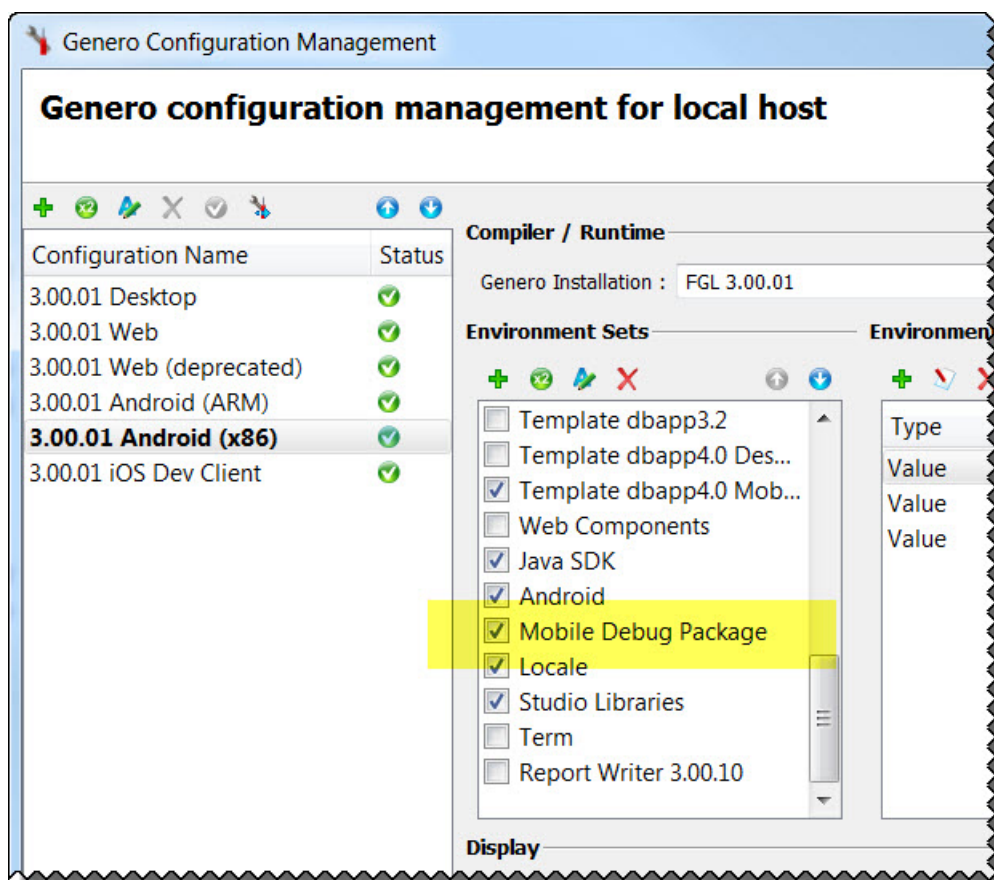 Genero Configuration Management
Genero configuration management for local host
Configuration Name Status
3.00.01 Desktop
3.00.01 Web
3.00.01 Web (deprecated)
3.00.01 Android (ARM)
3.00.01 Android (x86)
3.00.01 iOS Dev Client
Compiler / Runtime
Genero Installation : FGL 3.00.01
Environment Sets
Template dbapp3.2
Template dbapp4.0 Des...
Template dbapp4.0 Mob...
Web Components
Java SDK
Android
Mobile Debug Package
Locale
Studio Libraries
Term
Report Writer 3.00.10
Environmen
Type
Value
Value
Value
Display